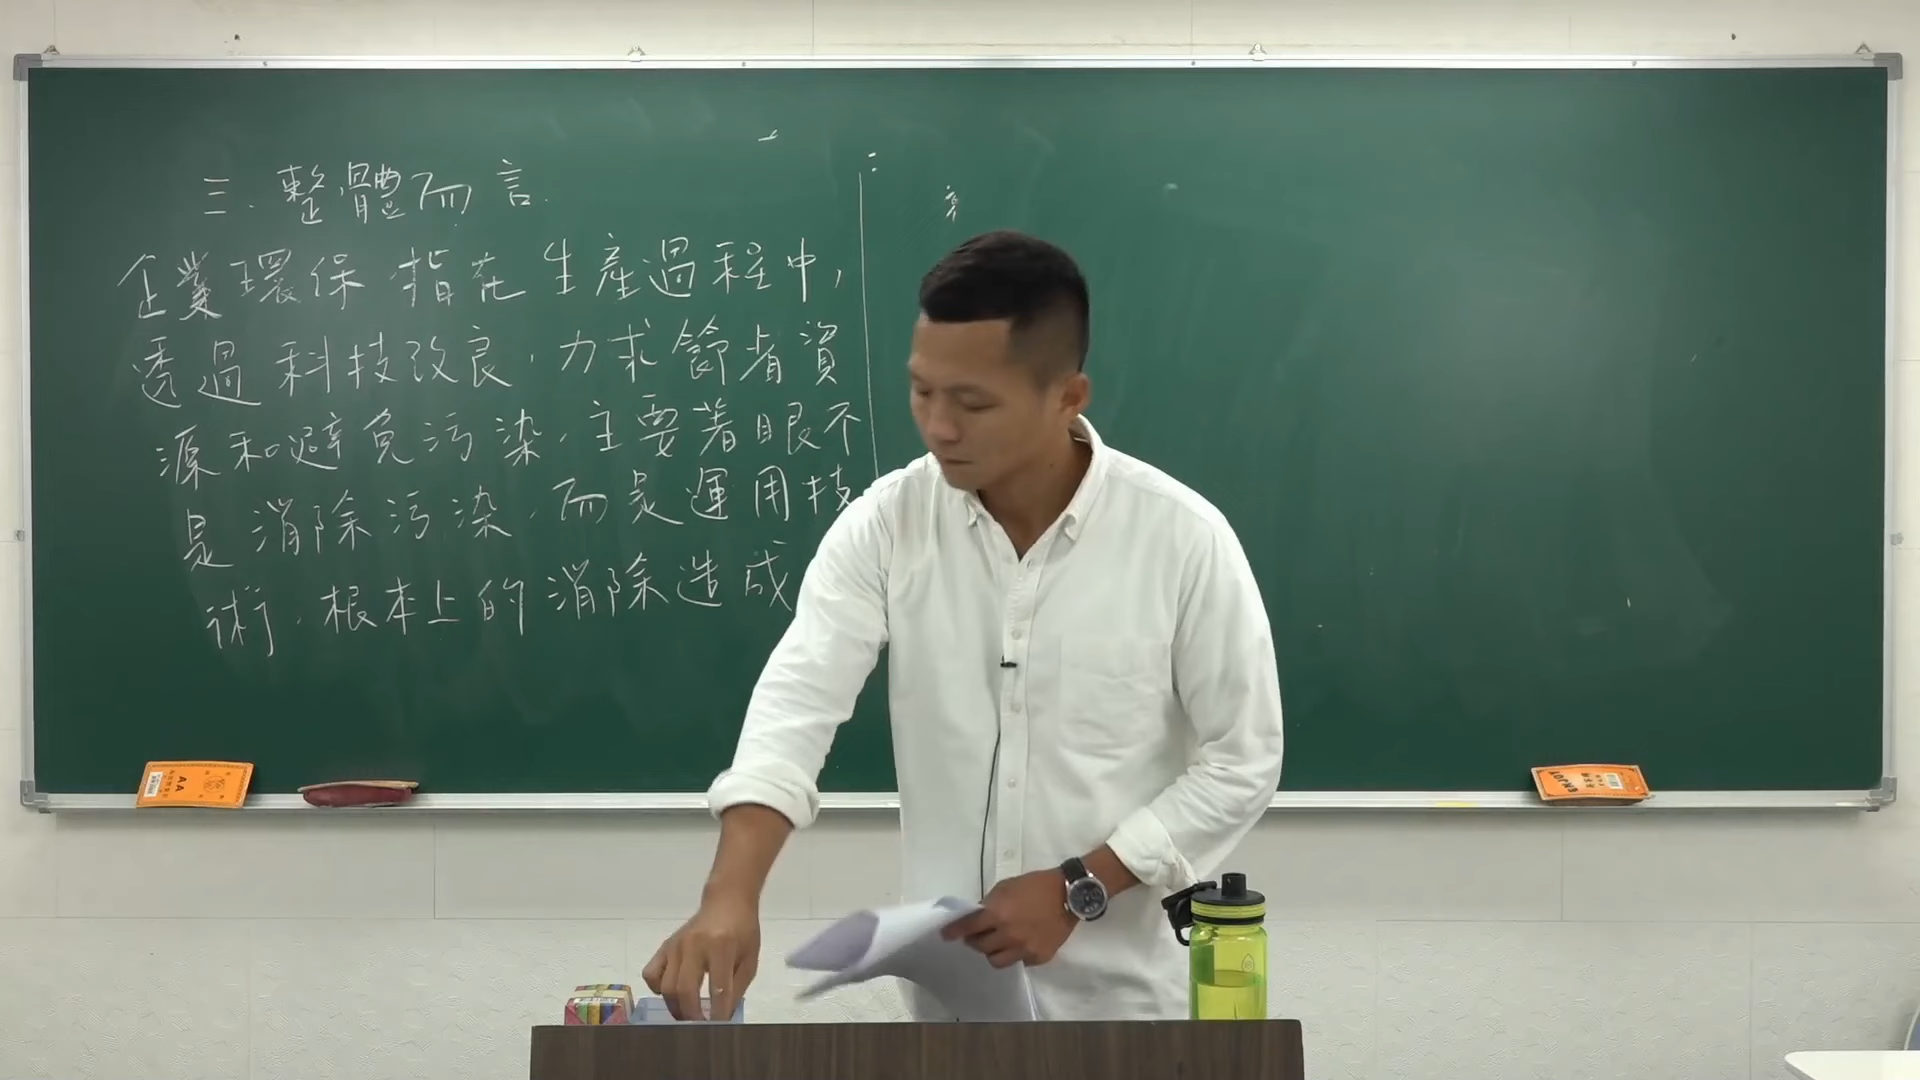 三.整體而言.
企業環保指在生產過程中,
透過科技改良,力求節省資
源和避免污染,主要著眼不
是消除污染,而是運用技
術,根本上的消除造成
AA